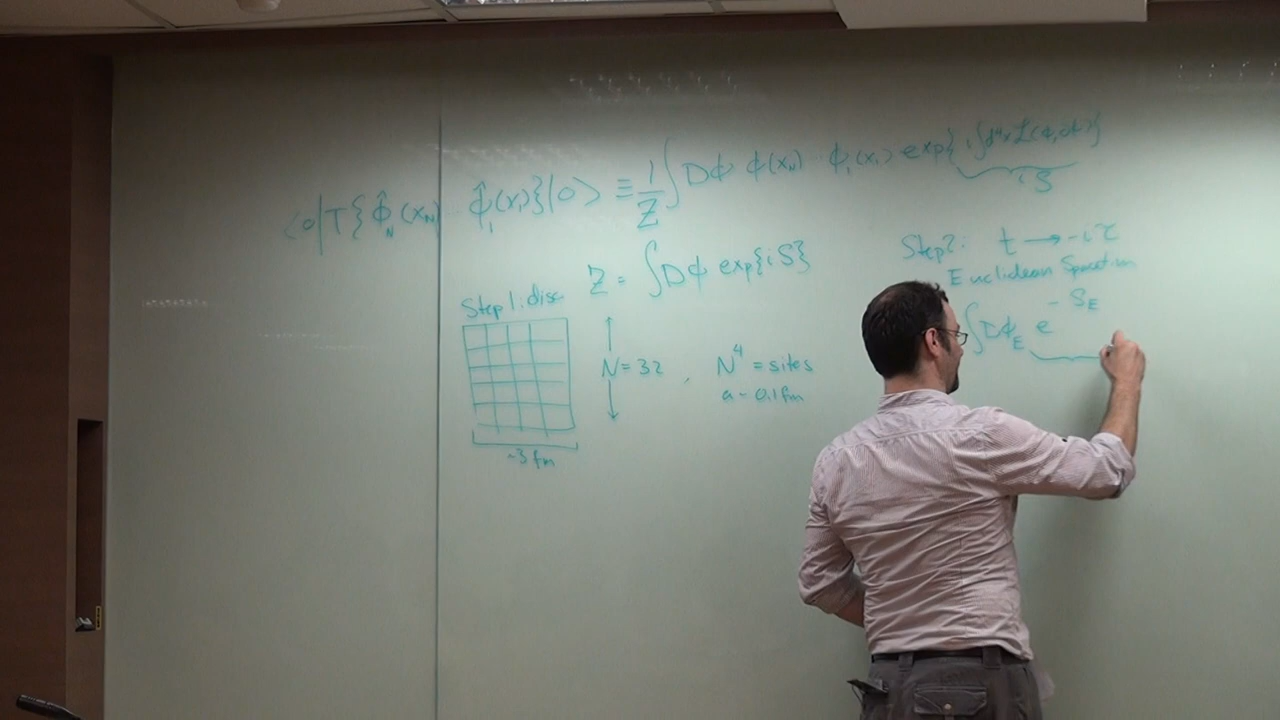 <0|T{φ̂_N(x_N) φ̂_1(x_1)}|0> ≡ 1/Z ∫Dφ φ(x_N) φ_1(x_1) exp{i∫d⁴x ℒ(φ,∂φ)}
iS
Z = ∫Dφ exp{iS}
Step 1: disc
N=32 , N⁴ = sites
a ~ 0.1 fm
~3 fm
Step 2: t → -iτ
Euclidean Spacetime
∫Dφ_E e^{-S_E}